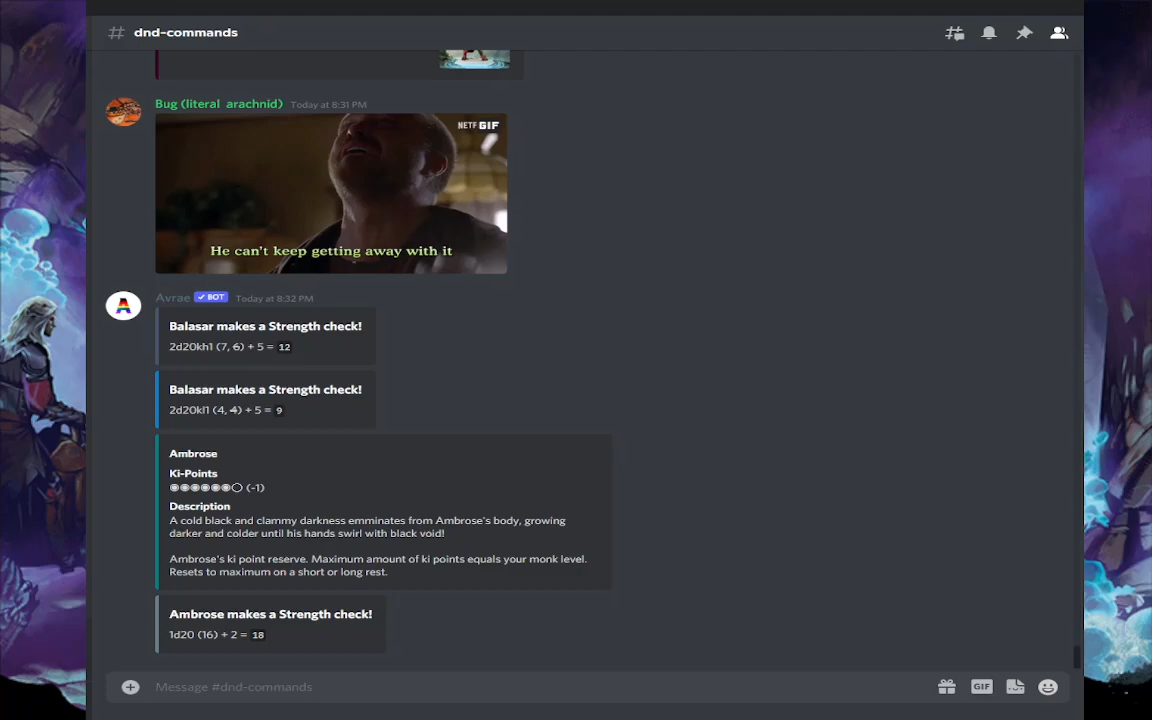 # dnd-commands
Bug (literal arachnid) Today at 8:31 PM
NETF GIF
He can't keep getting away with it
A
Avrae ✓ BOT Today at 8:32 PM
Balasar makes a Strength check!
2d20kh1 (7, 6) + 5 = 12
Balasar makes a Strength check!
2d20kl1 (4, 4) + 5 = 9
Ambrose
Ki-Points
◉◉◉◉◉◉〇 (-1)
Description
A cold black and clammy darkness emminates from Ambrose's body, growing
darker and colder until his hands swirl with black void!
Ambrose's ki point reserve. Maximum amount of ki points equals your monk level.
Resets to maximum on a short or long rest.
Ambrose makes a Strength check!
1d20 (16) + 2 = 18
Message #dnd-commands
GIF